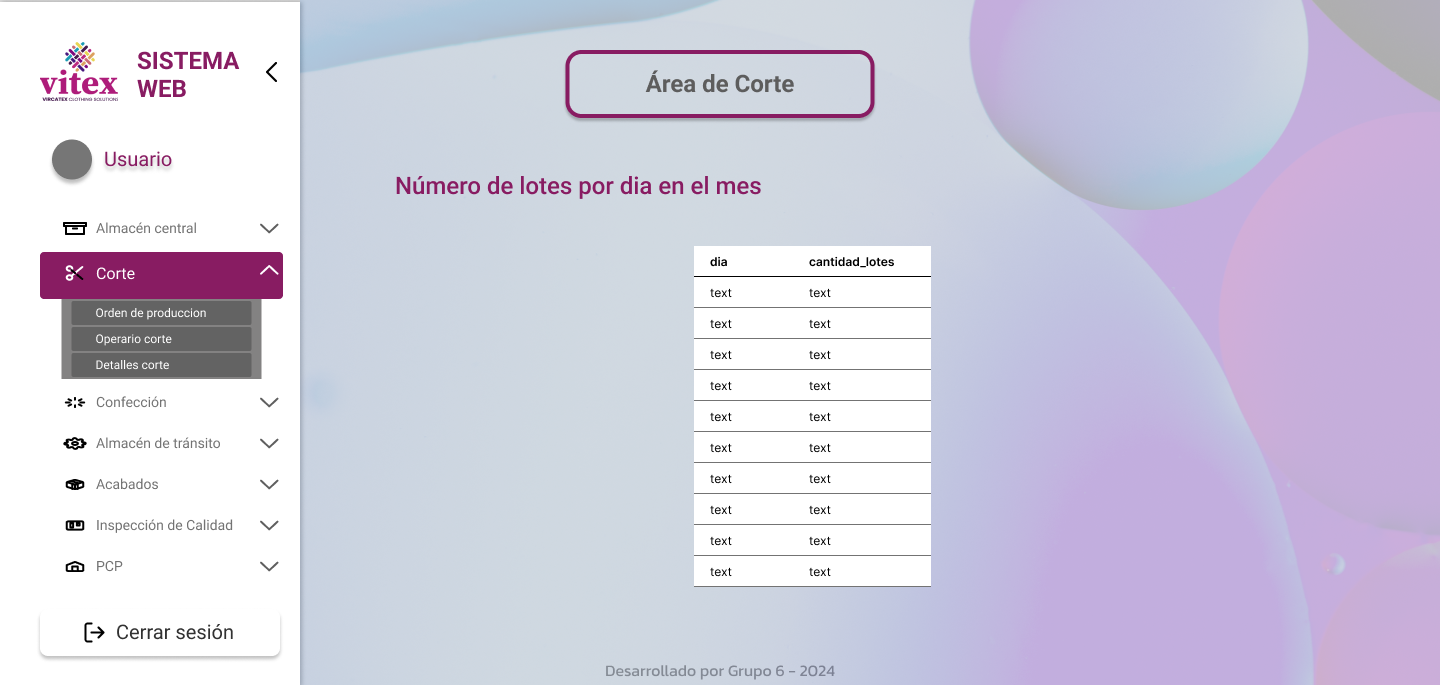 vitex
VIRCATEX CLOTHING SOLUTIONS
SISTEMA
WEB
Usuario
Almacén central
Corte
Orden de produccion
Operario corte
Detalles corte
Confección
Almacén de tránsito
Acabados
Inspección de Calidad
PCP
Cerrar sesión
Área de Corte
Número de lotes por dia en el mes
dia cantidad_lotes
text text
text text
text text
text text
text text
text text
text text
text text
text text
text text
Desarrollado por Grupo 6 - 2024